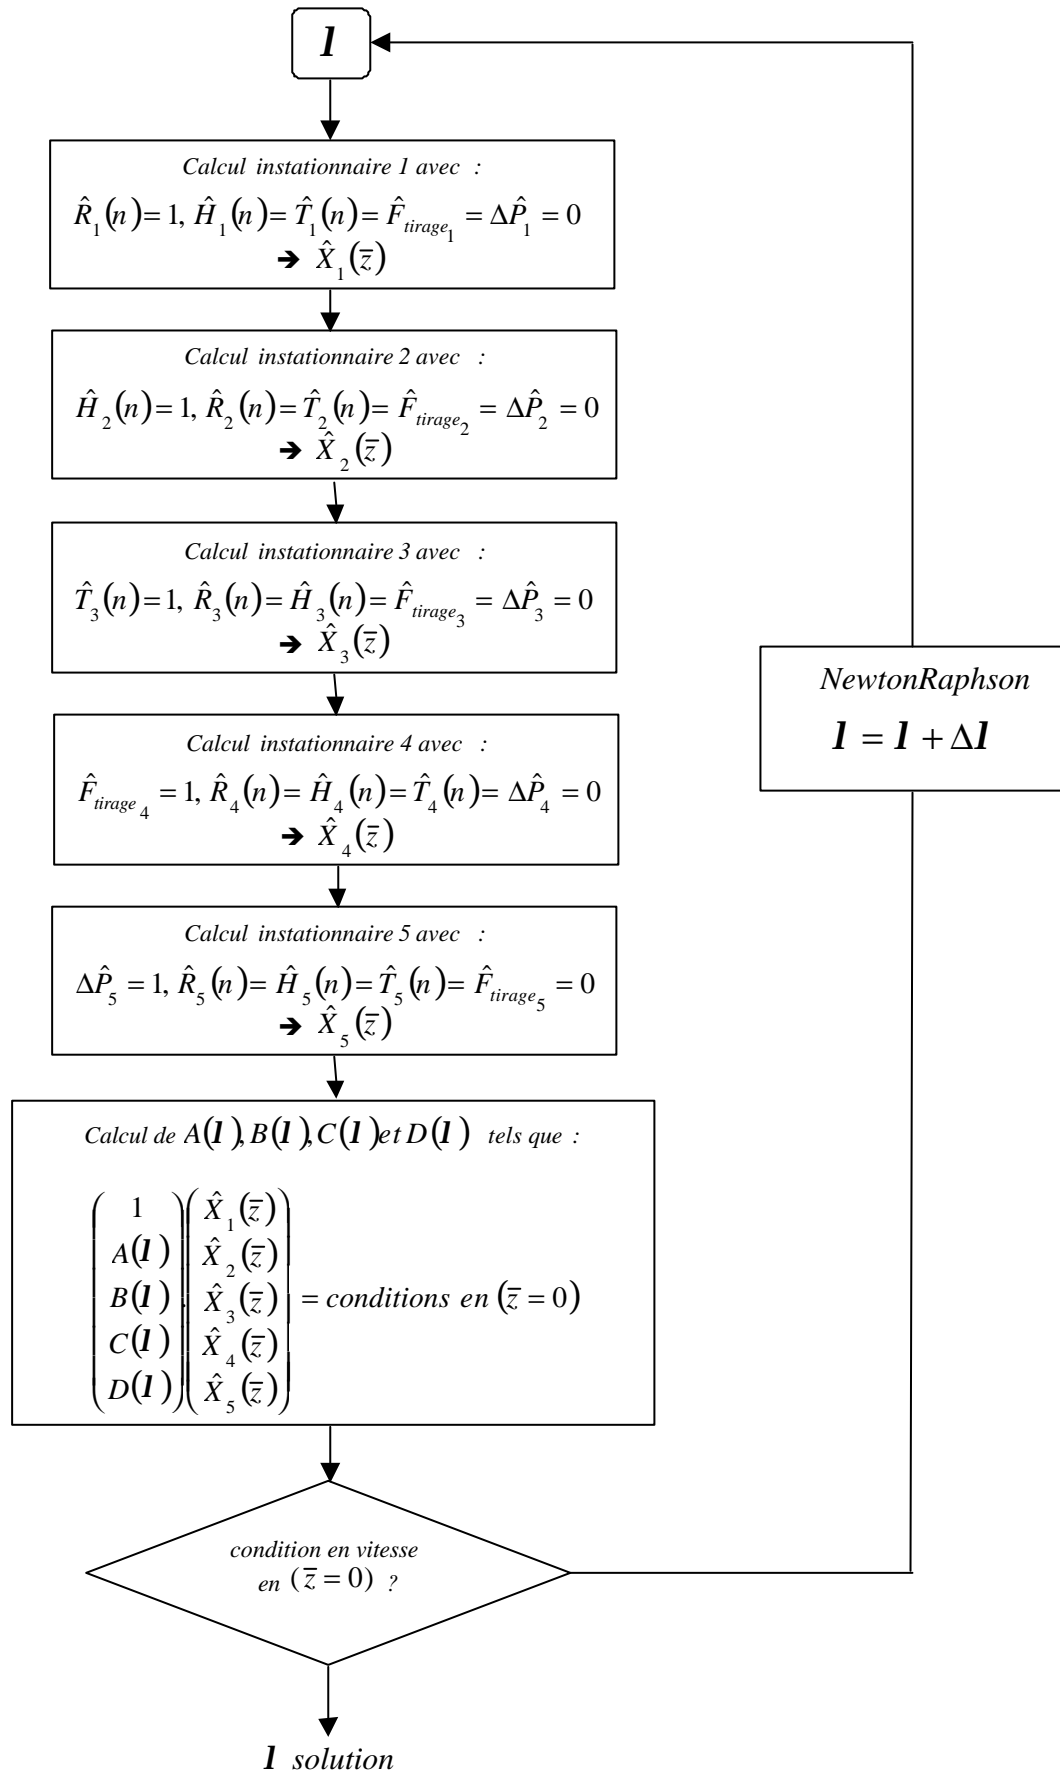 l
Calcul instationnaire 1 avec :
R̂₁(n)= 1, Ĥ₁(n)= T̂₁(n)= F̂tirage₁ = ΔP̂₁ = 0
➔ X̂₁(z̄)
Calcul instationnaire 2 avec :
Ĥ₂(n)= 1, R̂₂(n)= T̂₂(n)= F̂tirage₂ = ΔP̂₂ = 0
➔ X̂₂(z̄)
Calcul instationnaire 3 avec :
T̂₃(n)= 1, R̂₃(n)= Ĥ₃(n)= F̂tirage₃ = ΔP̂₃ = 0
➔ X̂₃(z̄)
NewtonRaphson
l = l + Δl
Calcul instationnaire 4 avec :
F̂tirage₄ = 1, R̂₄(n)= Ĥ₄(n)= T̂₄(n)= ΔP̂₄ = 0
➔ X̂₄(z̄)
Calcul instationnaire 5 avec :
ΔP̂₅ = 1, R̂₅(n)= Ĥ₅(n)= T̂₅(n)= F̂tirage₅ = 0
➔ X̂₅(z̄)
Calcul de A(l), B(l), C(l) et D(l) tels que :
( 1 ) ( X̂₁(z̄) )
( A(l) ) ( X̂₂(z̄) )
( B(l) ) . ( X̂₃(z̄) ) = conditions en (z̄ = 0)
( C(l) ) ( X̂₄(z̄) )
( D(l) ) ( X̂₅(z̄) )
condition en vitesse
en (z̄ = 0) ?
l solution